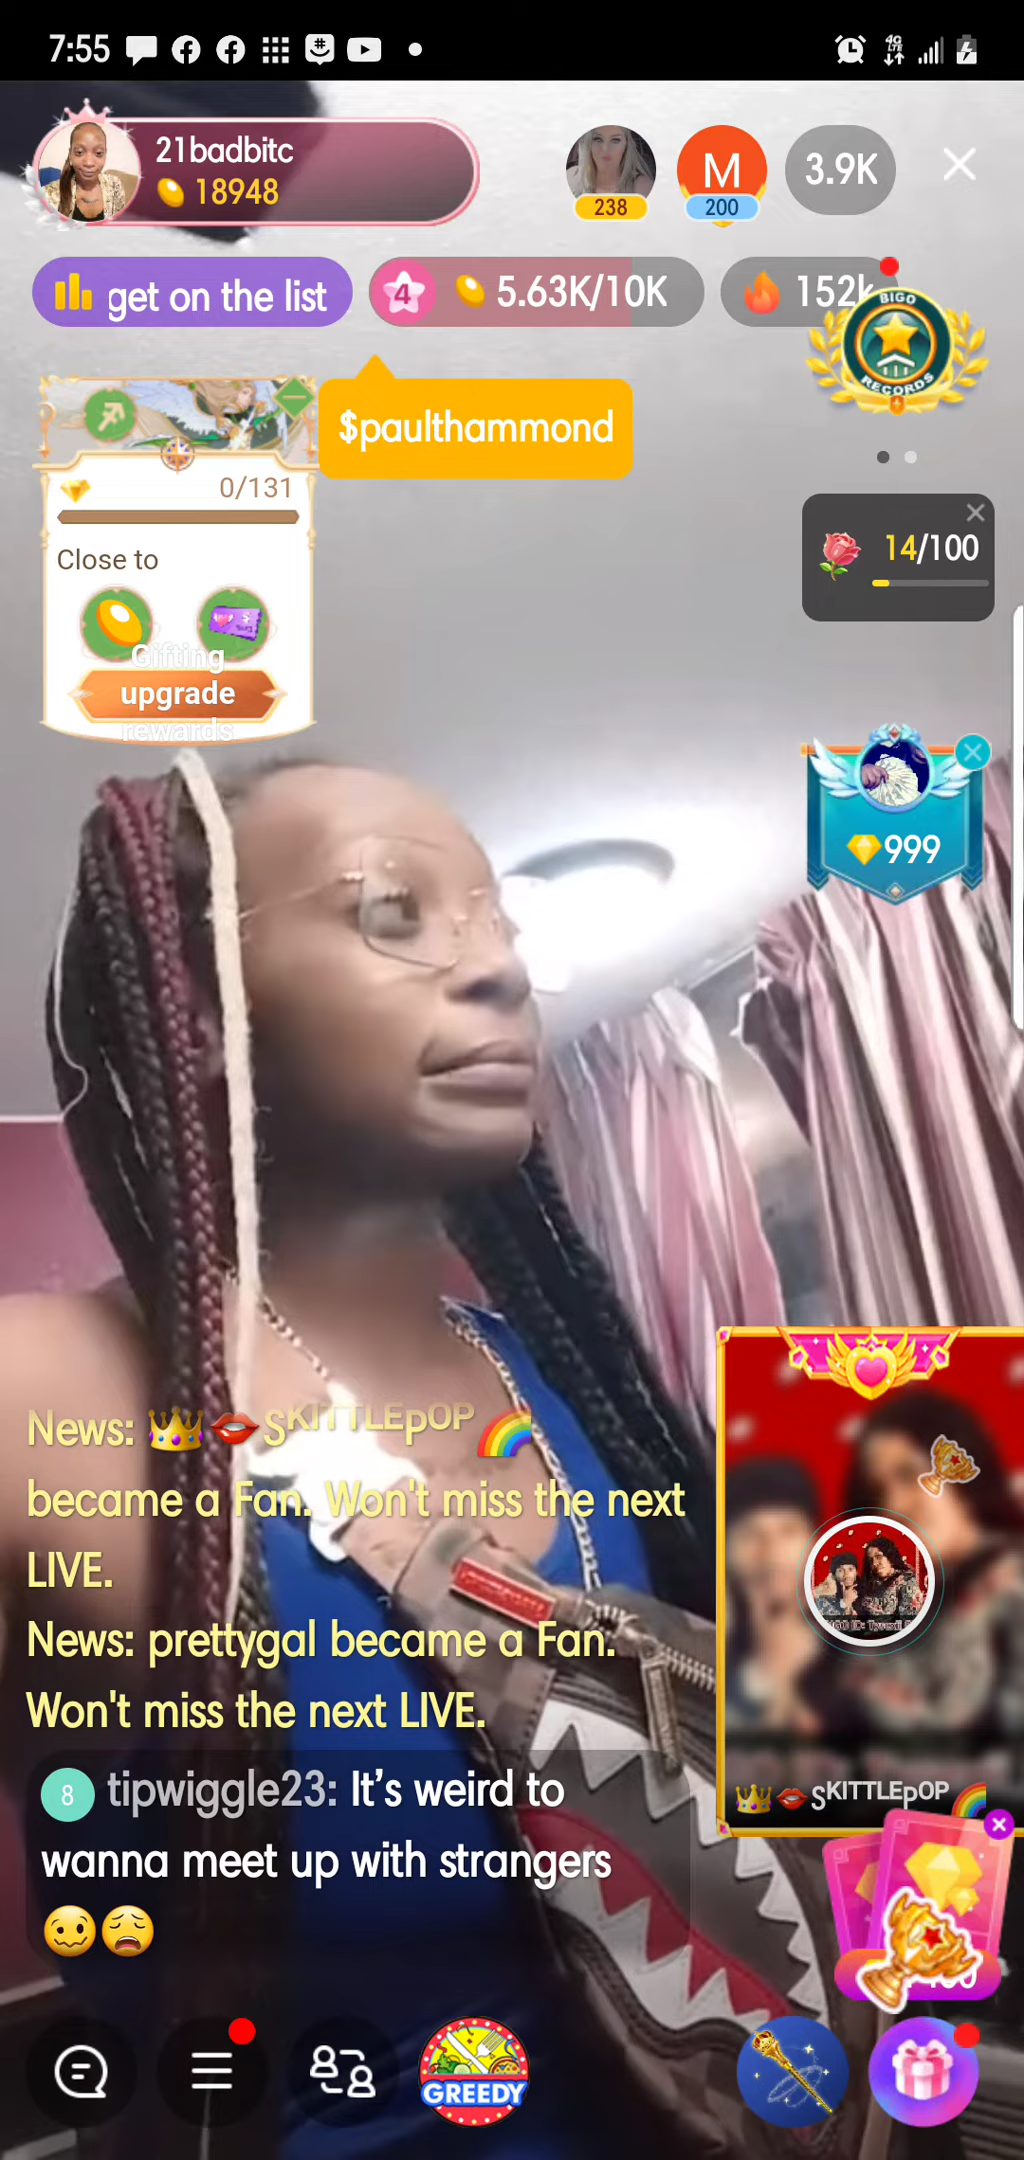 7:55
4G
LTE
21badbitc
18948
238
M
200
3.9K
get on the list
4
5.63K/10K
152k
BIGO
RECORDS
$paulthammond
0/131
Close to
Gifting
upgrade
rewards
14/100
999
News: 👑💋SᴷᴵᵀᵀᴸᴱpOᴾ🌈
became a Fan. Won't miss the next
LIVE.
News: prettygal became a Fan.
Won't miss the next LIVE.
8 tipwiggle23: It's weird to
wanna meet up with strangers
🥴😩
👑💋SᴷᴵᵀᵀᴸᴱpOᴾ🌈
GREEDY